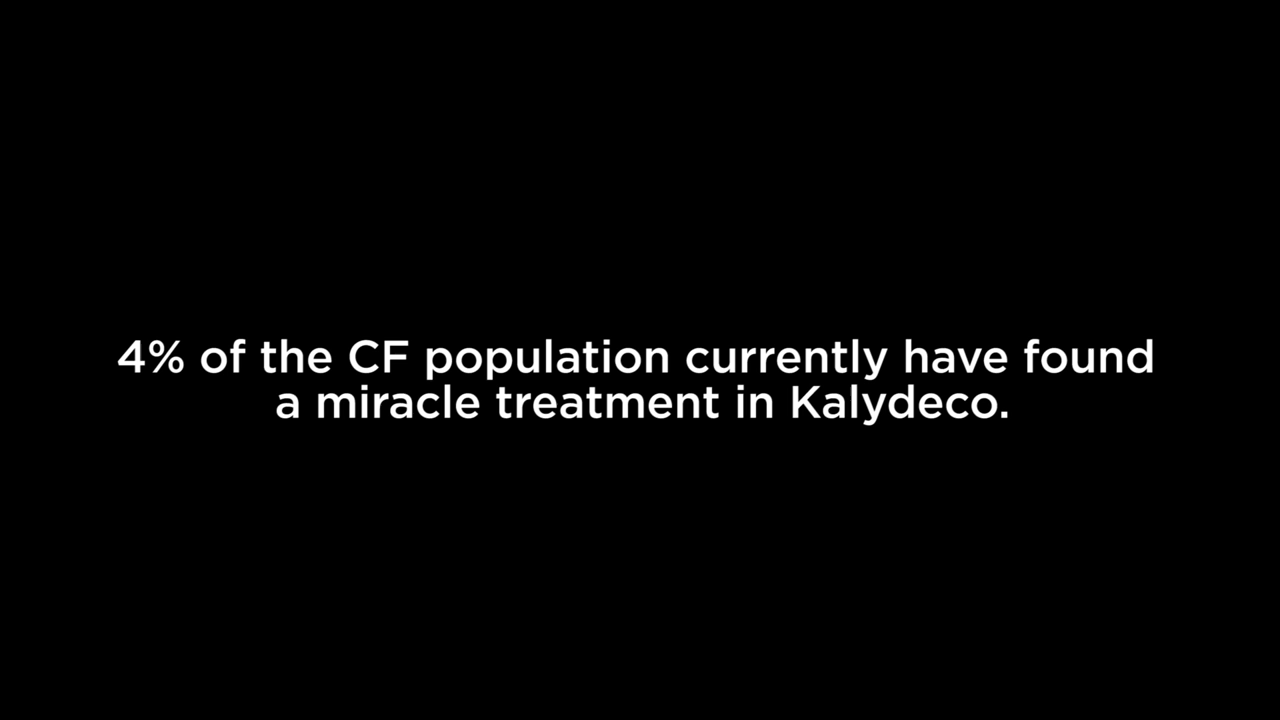 4% of the CF population currently have found
a miracle treatment in Kalydeco.